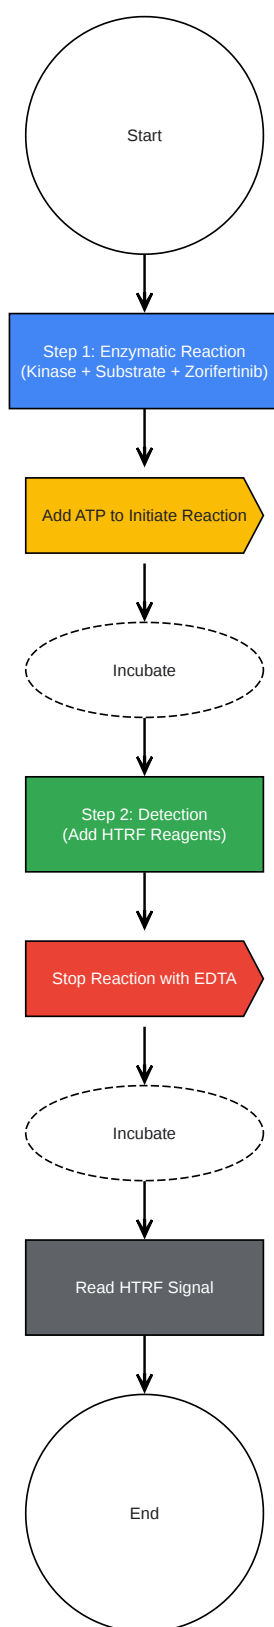 Start
Step 1: Enzymatic Reaction
(Kinase + Substrate + Zorifertinib)
Add ATP to Initiate Reaction
Incubate
Step 2: Detection
(Add HTRF Reagents)
Stop Reaction with EDTA
Incubate
Read HTRF Signal
End